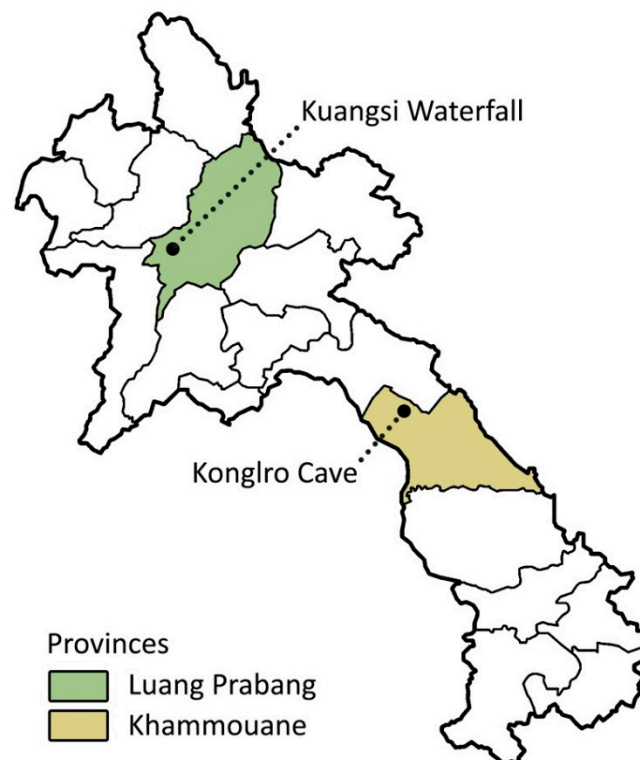 Kuangsi Waterfall
Konglro Cave
Provinces
Luang Prabang
Khammouane